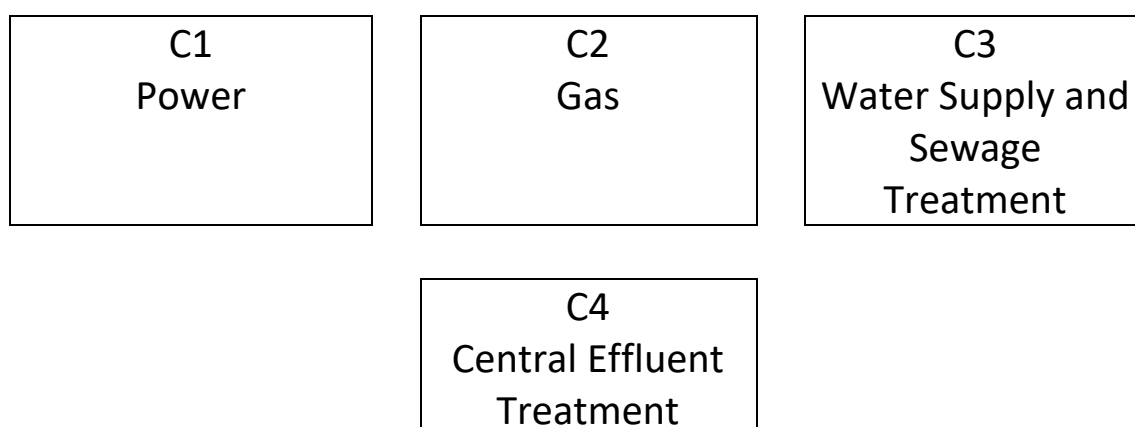 C1
Power
C2
Gas
C3
Water Supply and
Sewage
Treatment
C4
Central Effluent
Treatment